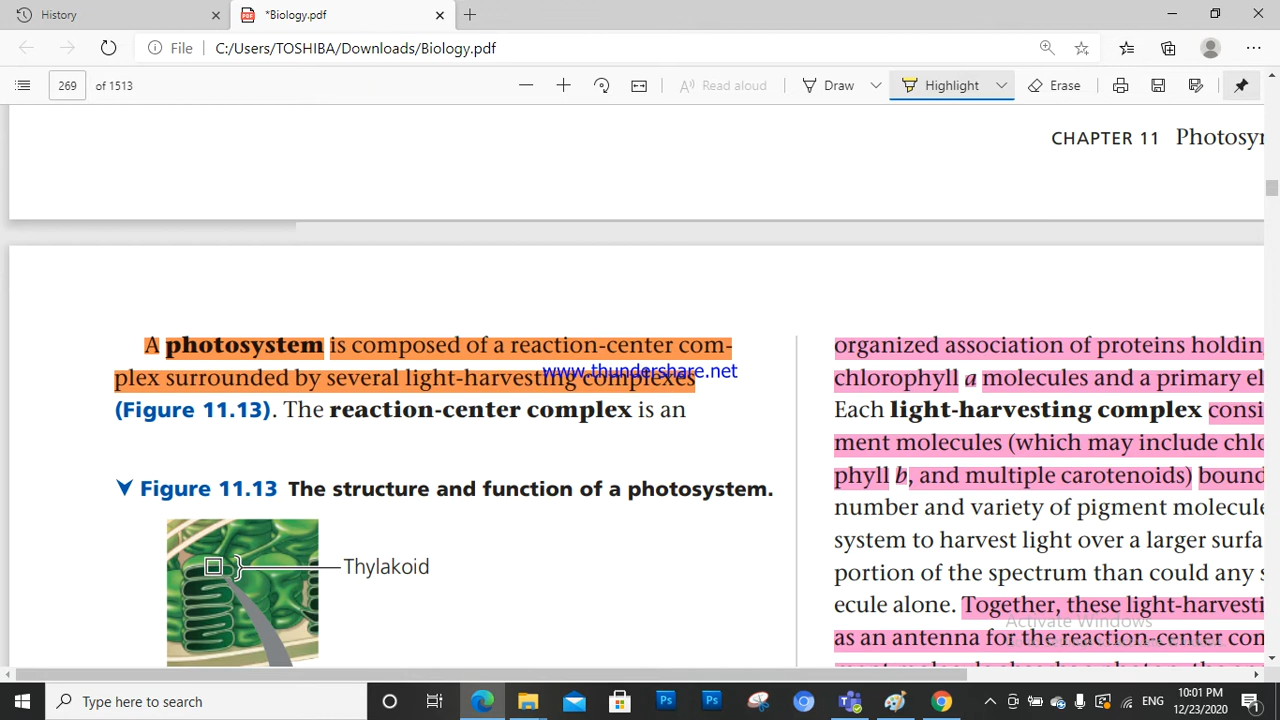 History
*Biology.pdf
File
C:/Users/TOSHIBA/Downloads/Biology.pdf
269 of 1513
Read aloud
Draw
Highlight
Erase
CHAPTER 11 Photosyn
A photosystem is composed of a reaction-center com-
plex surrounded by several light-harvesting complexes
www.thundershare.net
(Figure 11.13). The reaction-center complex is an
Figure 11.13 The structure and function of a photosystem.
Thylakoid
organized association of proteins holdin
chlorophyll a molecules and a primary el
Each light-harvesting complex consi
ment molecules (which may include chlo
phyll b, and multiple carotenoids) bound
number and variety of pigment molecule
system to harvest light over a larger surfa
portion of the spectrum than could any s
ecule alone. Together, these light-harvesti
Activate Windows
as an antenna for the reaction-center con
Type here to search
Ps
Ps
ENG
10:01 PM
12/23/2020
1